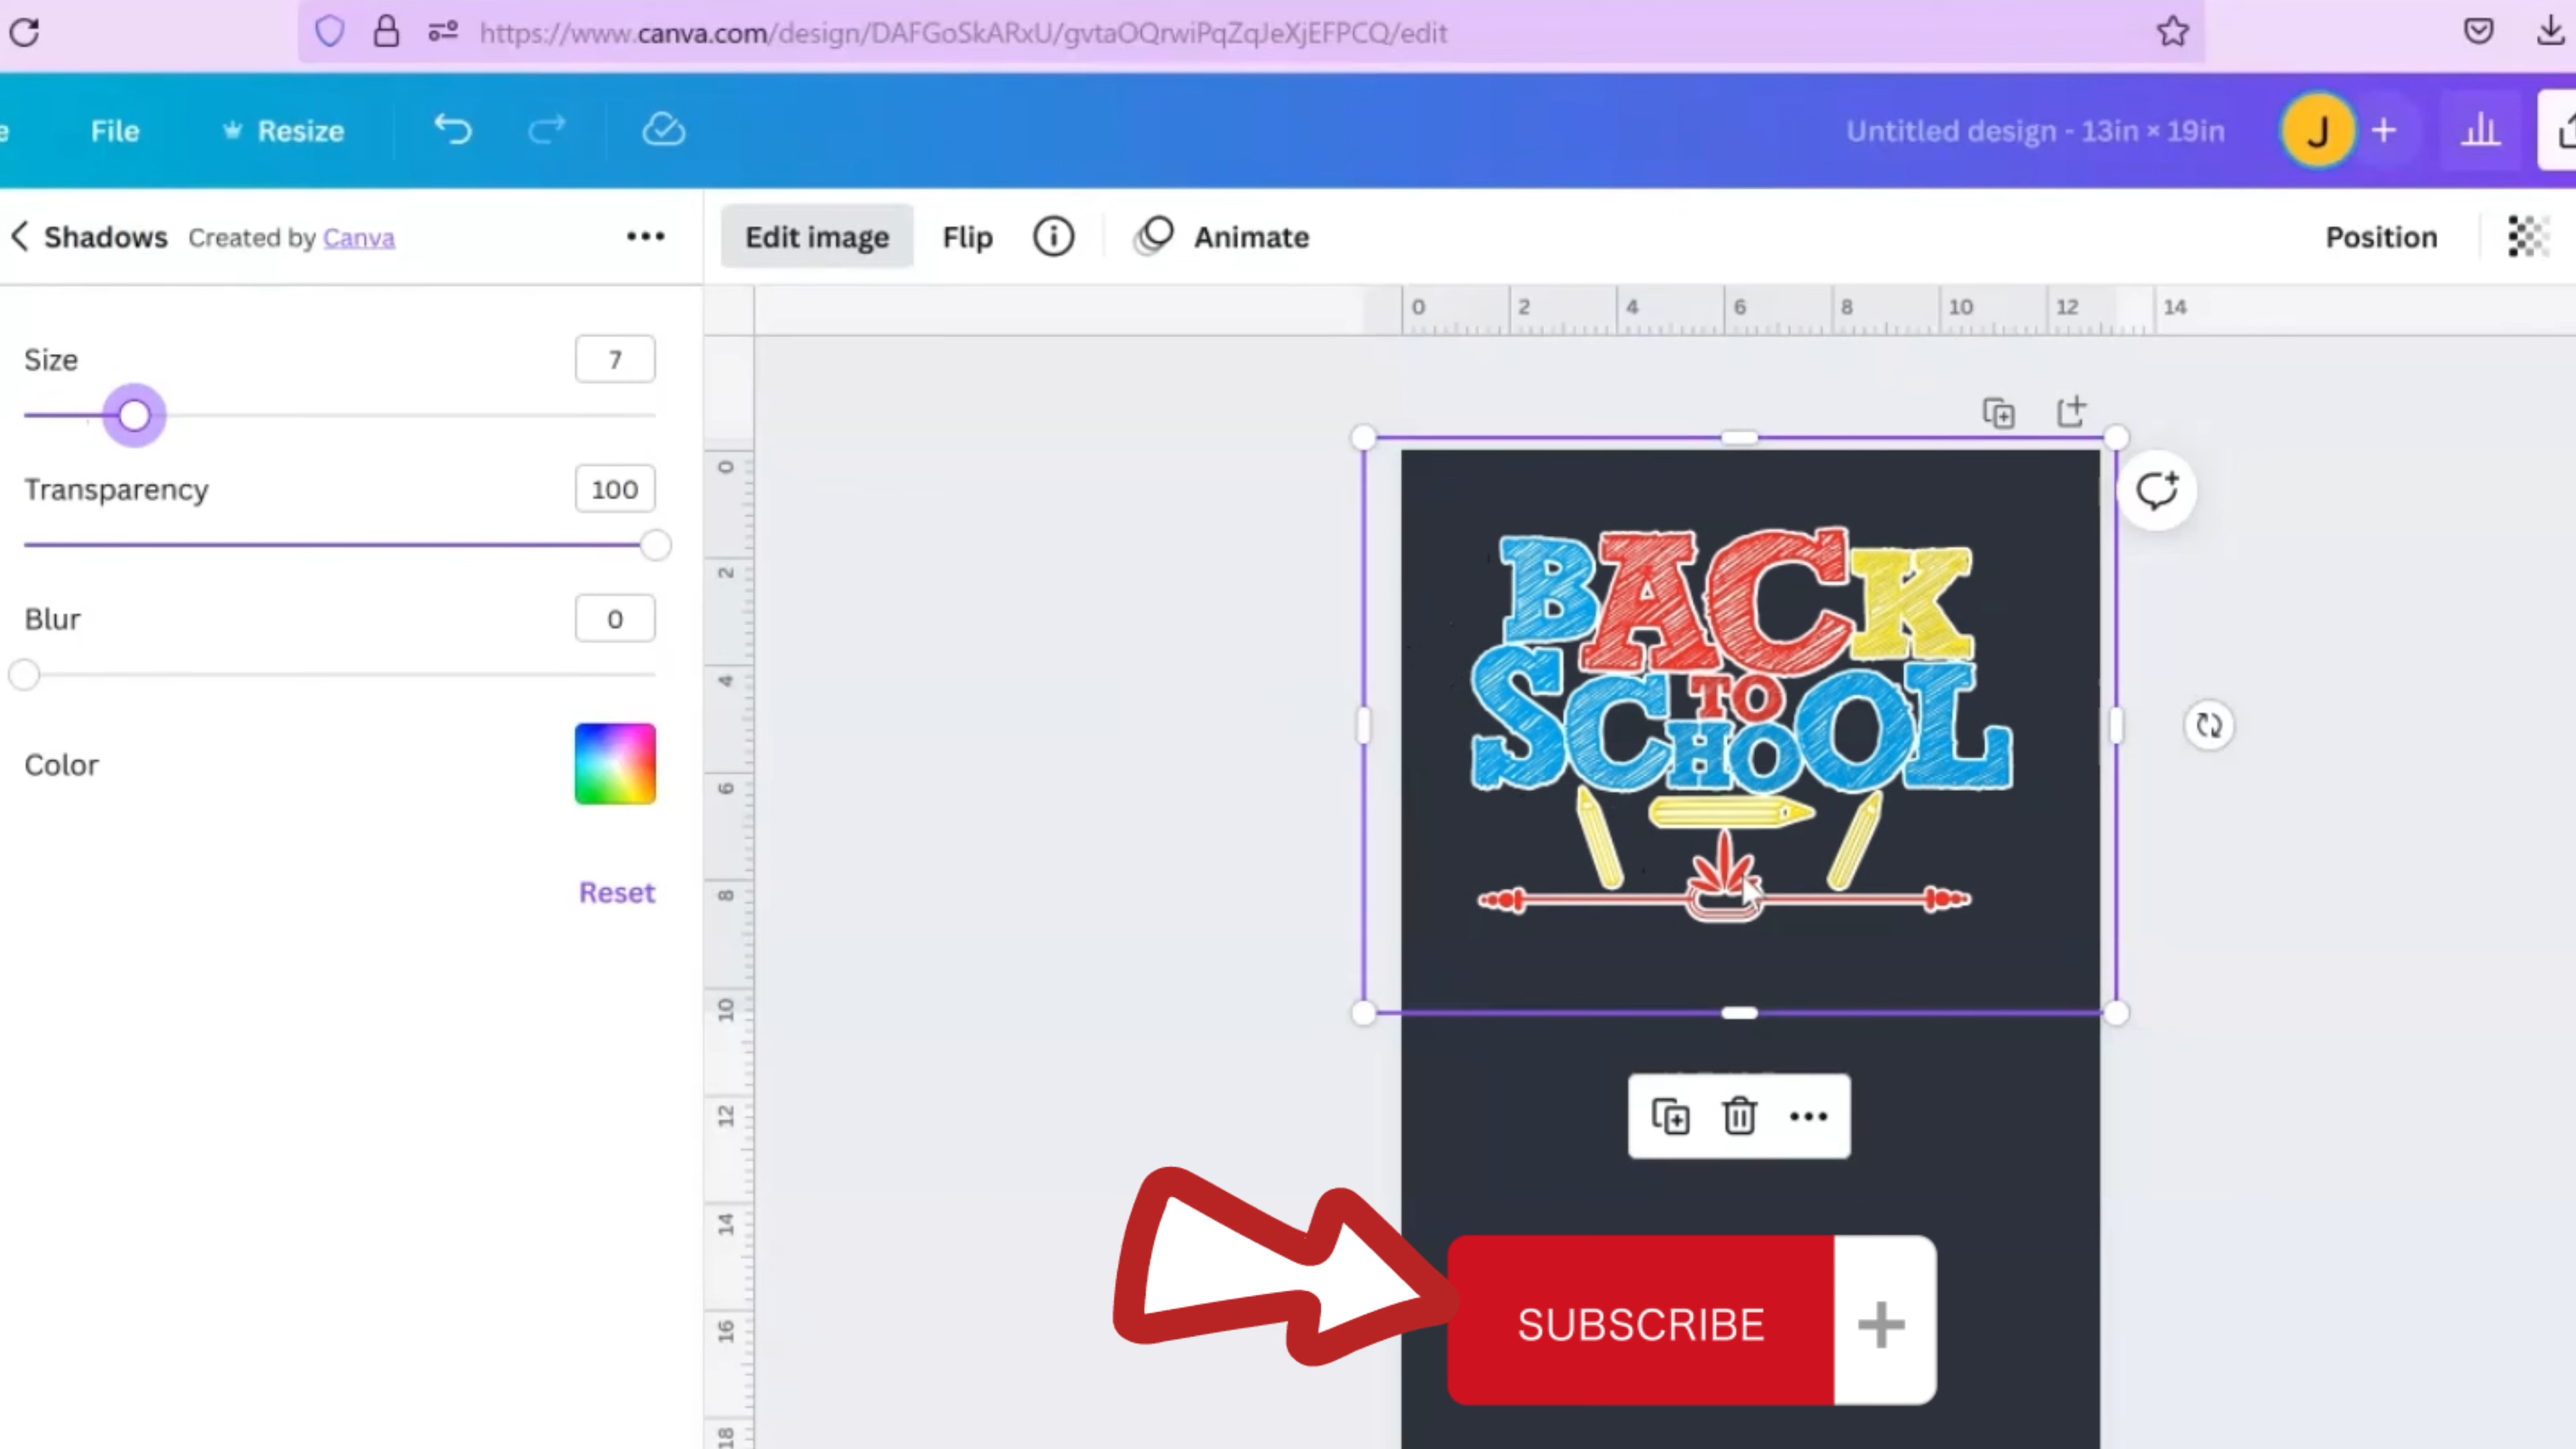 https://www.canva.com/design/DAFGoSkARxU/gvtaOQrwiPqZqJeXjEFPCQ/edit
e File Resize Untitled design - 13in × 19in J +
Shadows Created by Canva ••• Edit image Flip Animate Position
0 2 4 6 8 10 12 14
Size 7
Transparency 100
Blur 0
Color
Reset
0
2
4
6
8
10
12
14
16
18
BACK
TO
SCHOOL
SUBSCRIBE +